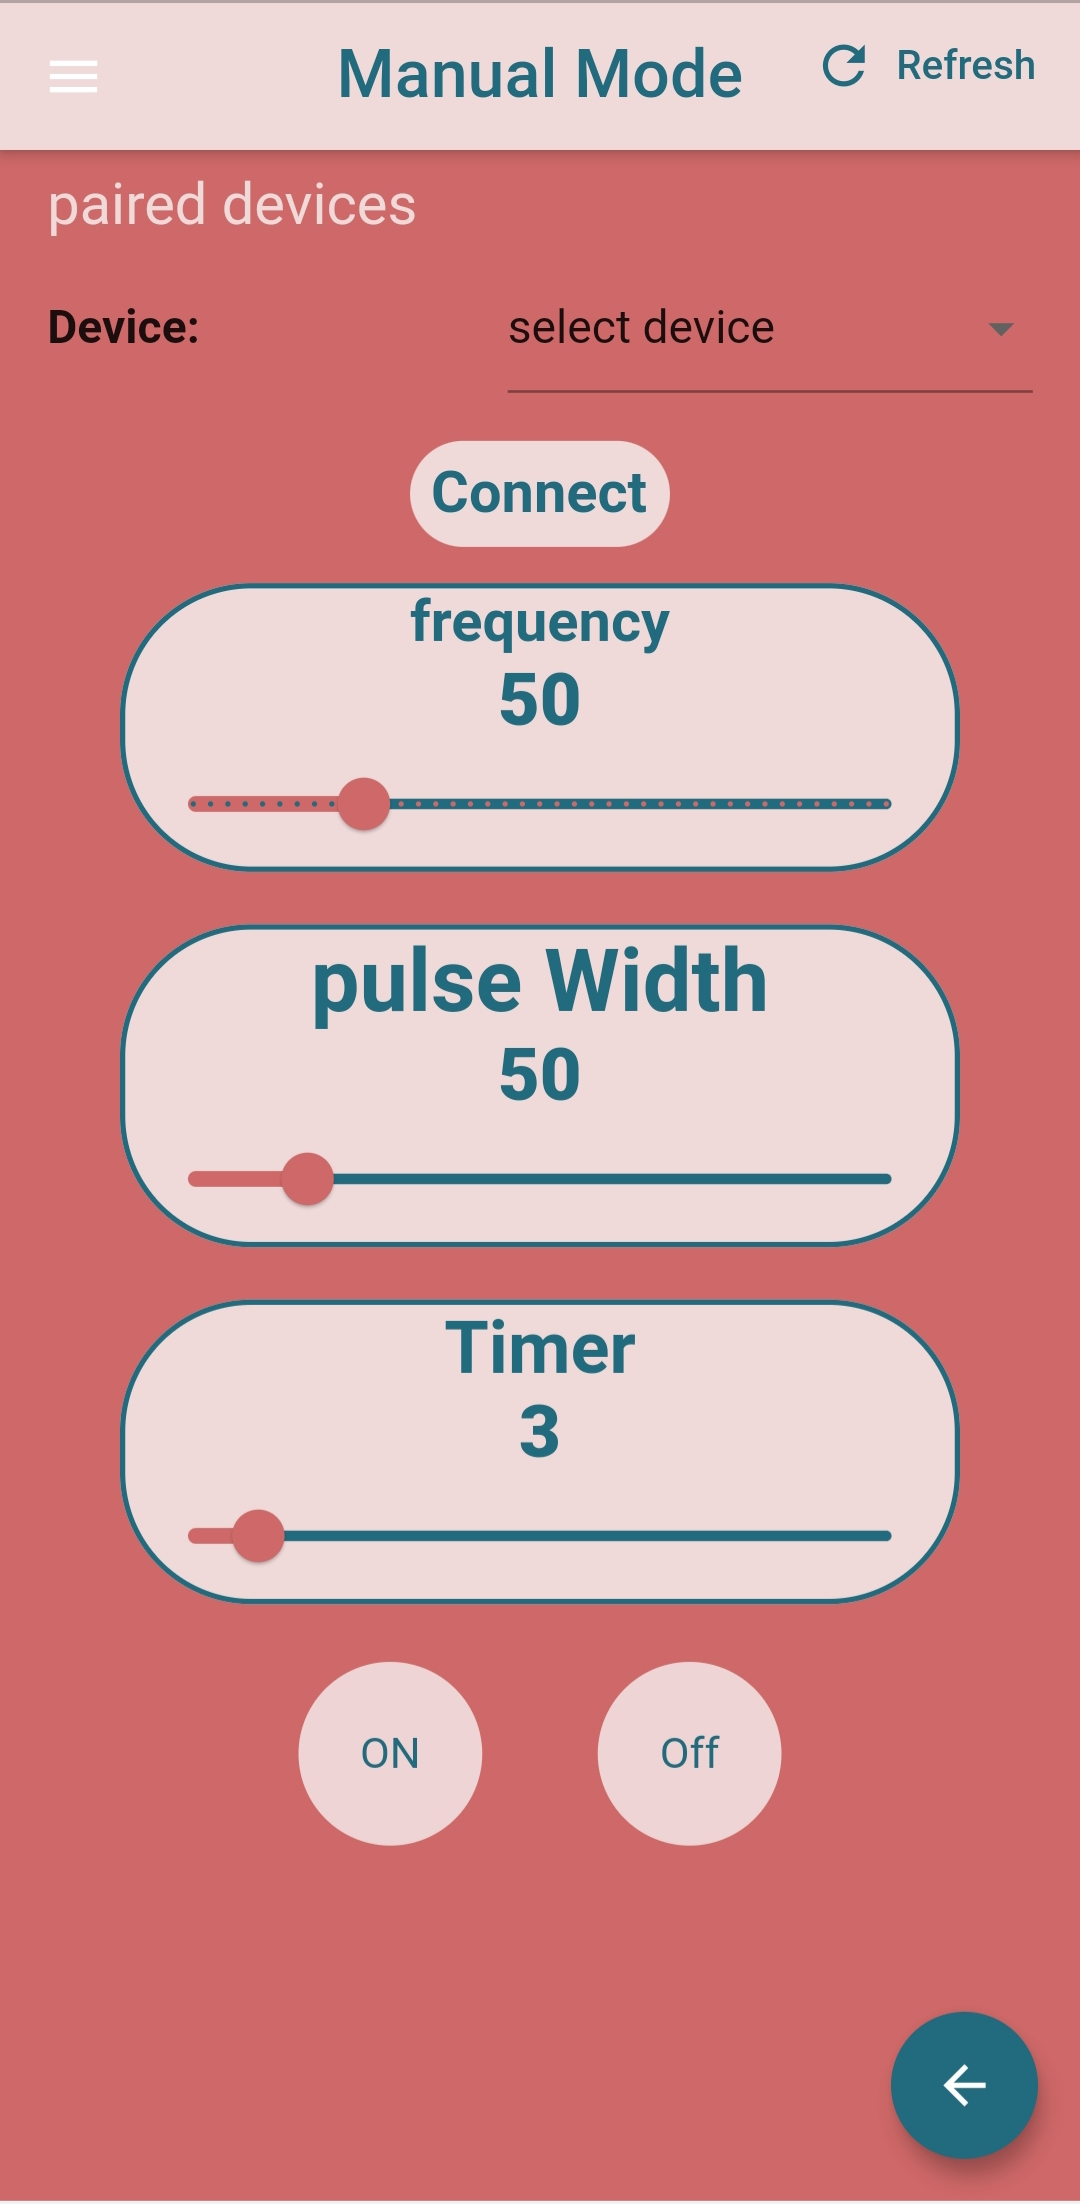 Manual Mode
Refresh
paired devices
Device:
select device
Connect
frequency
50
pulse Width
50
Timer
3
ON
Off